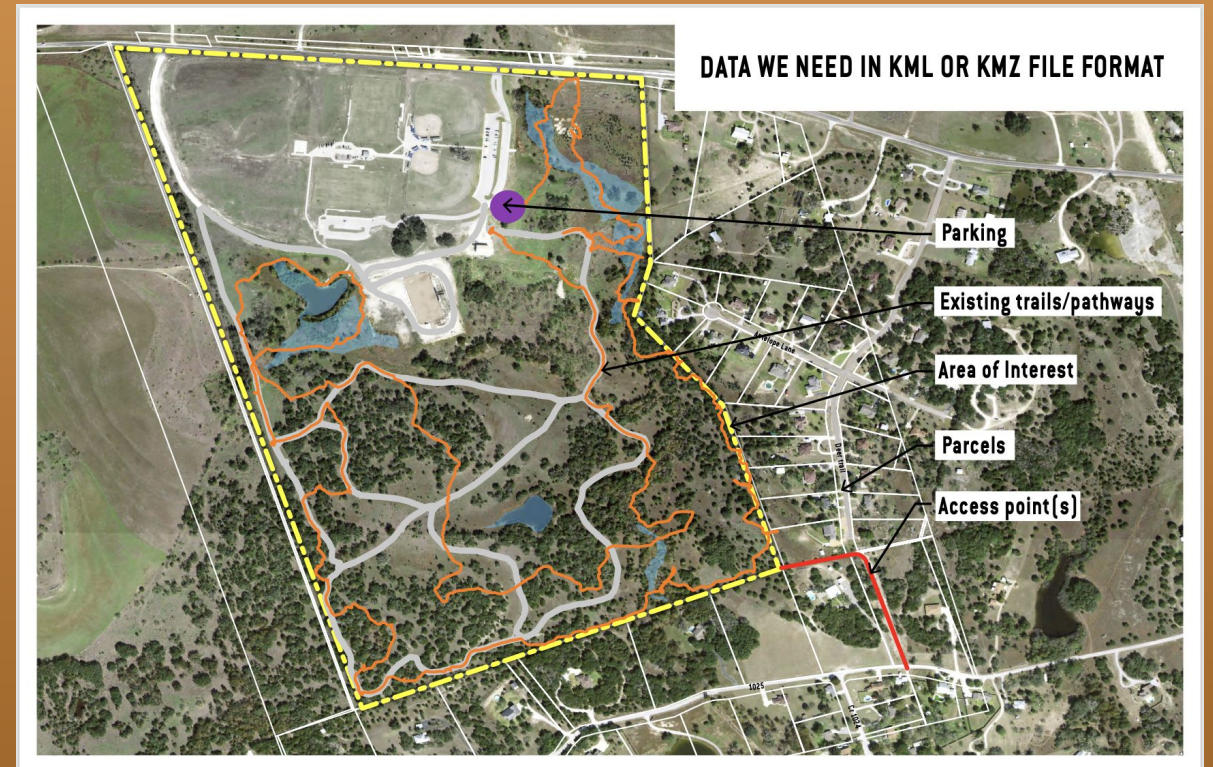 DATA WE NEED IN KML OR KMZ FILE FORMAT
Parking
Existing trails/pathways
Area of Interest
Parcels
Access point(s)
1025